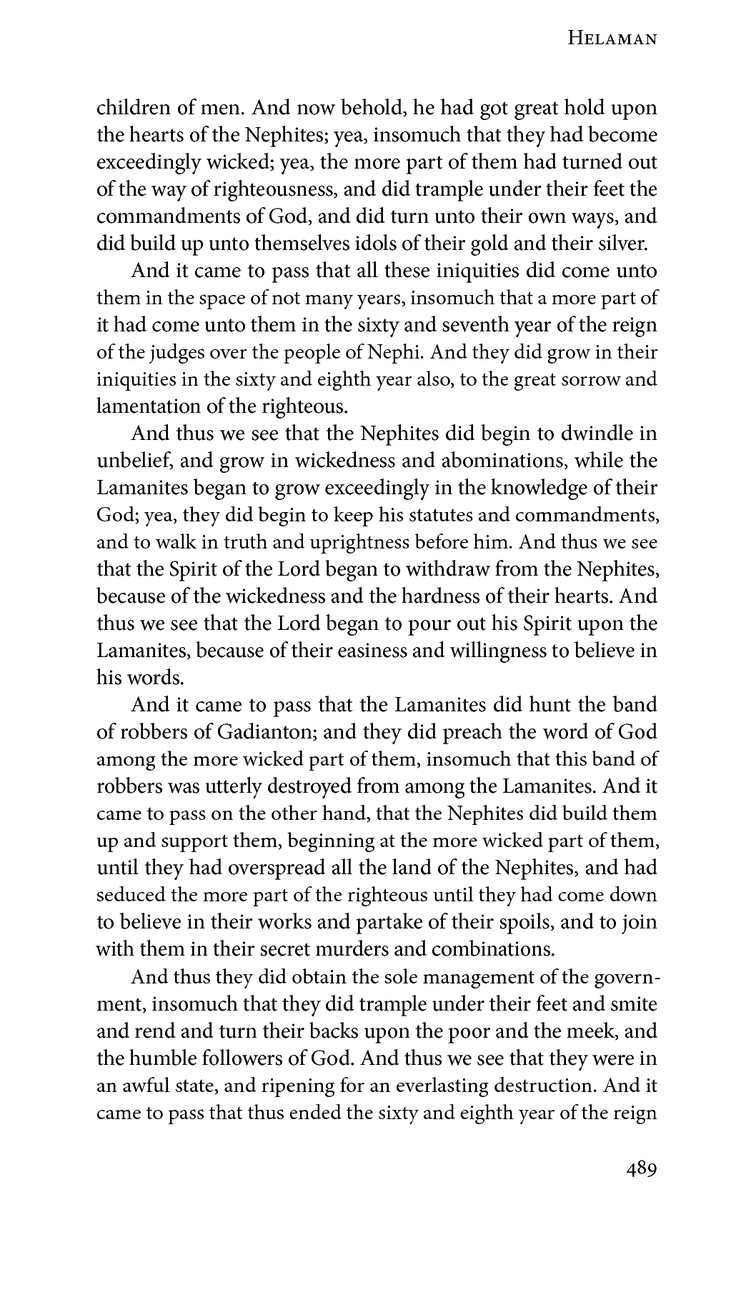 Helaman
children of men. And now behold, he had got great hold upon
the hearts of the Nephites; yea, insomuch that they had become
exceedingly wicked; yea, the more part of them had turned out
of the way of righteousness, and did trample under their feet the
commandments of God, and did turn unto their own ways, and
did build up unto themselves idols of their gold and their silver.
And it came to pass that all these iniquities did come unto
them in the space of not many years, insomuch that a more part of
it had come unto them in the sixty and seventh year of the reign
of the judges over the people of Nephi. And they did grow in their
iniquities in the sixty and eighth year also, to the great sorrow and
lamentation of the righteous.
And thus we see that the Nephites did begin to dwindle in
unbelief, and grow in wickedness and abominations, while the
Lamanites began to grow exceedingly in the knowledge of their
God; yea, they did begin to keep his statutes and commandments,
and to walk in truth and uprightness before him. And thus we see
that the Spirit of the Lord began to withdraw from the Nephites,
because of the wickedness and the hardness of their hearts. And
thus we see that the Lord began to pour out his Spirit upon the
Lamanites, because of their easiness and willingness to believe in
his words.
And it came to pass that the Lamanites did hunt the band
of robbers of Gadianton; and they did preach the word of God
among the more wicked part of them, insomuch that this band of
robbers was utterly destroyed from among the Lamanites. And it
came to pass on the other hand, that the Nephites did build them
up and support them, beginning at the more wicked part of them,
until they had overspread all the land of the Nephites, and had
seduced the more part of the righteous until they had come down
to believe in their works and partake of their spoils, and to join
with them in their secret murders and combinations.
And thus they did obtain the sole management of the govern-
ment, insomuch that they did trample under their feet and smite
and rend and turn their backs upon the poor and the meek, and
the humble followers of God. And thus we see that they were in
an awful state, and ripening for an everlasting destruction. And it
came to pass that thus ended the sixty and eighth year of the reign
489